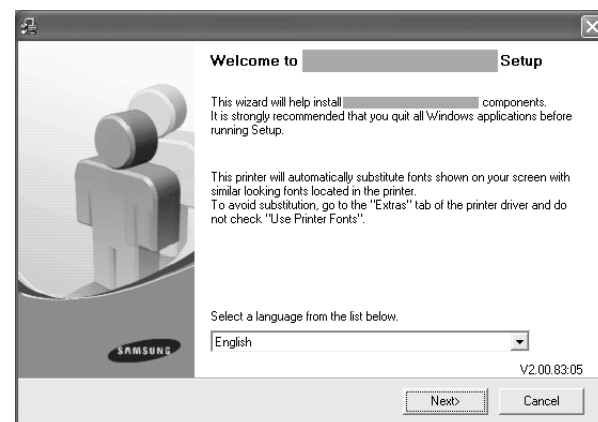 Welcome to Setup
This wizard will help install components.
It is strongly recommended that you quit all Windows applications before
running Setup.
This printer will automatically substitute fonts shown on your screen with
similar looking fonts located in the printer.
To avoid substitution, go to the "Extras" tab of the printer driver and do
not check "Use Printer Fonts".
Select a language from the list below.
English
SAMSUNG
V2.00.83:05
Next>
Cancel